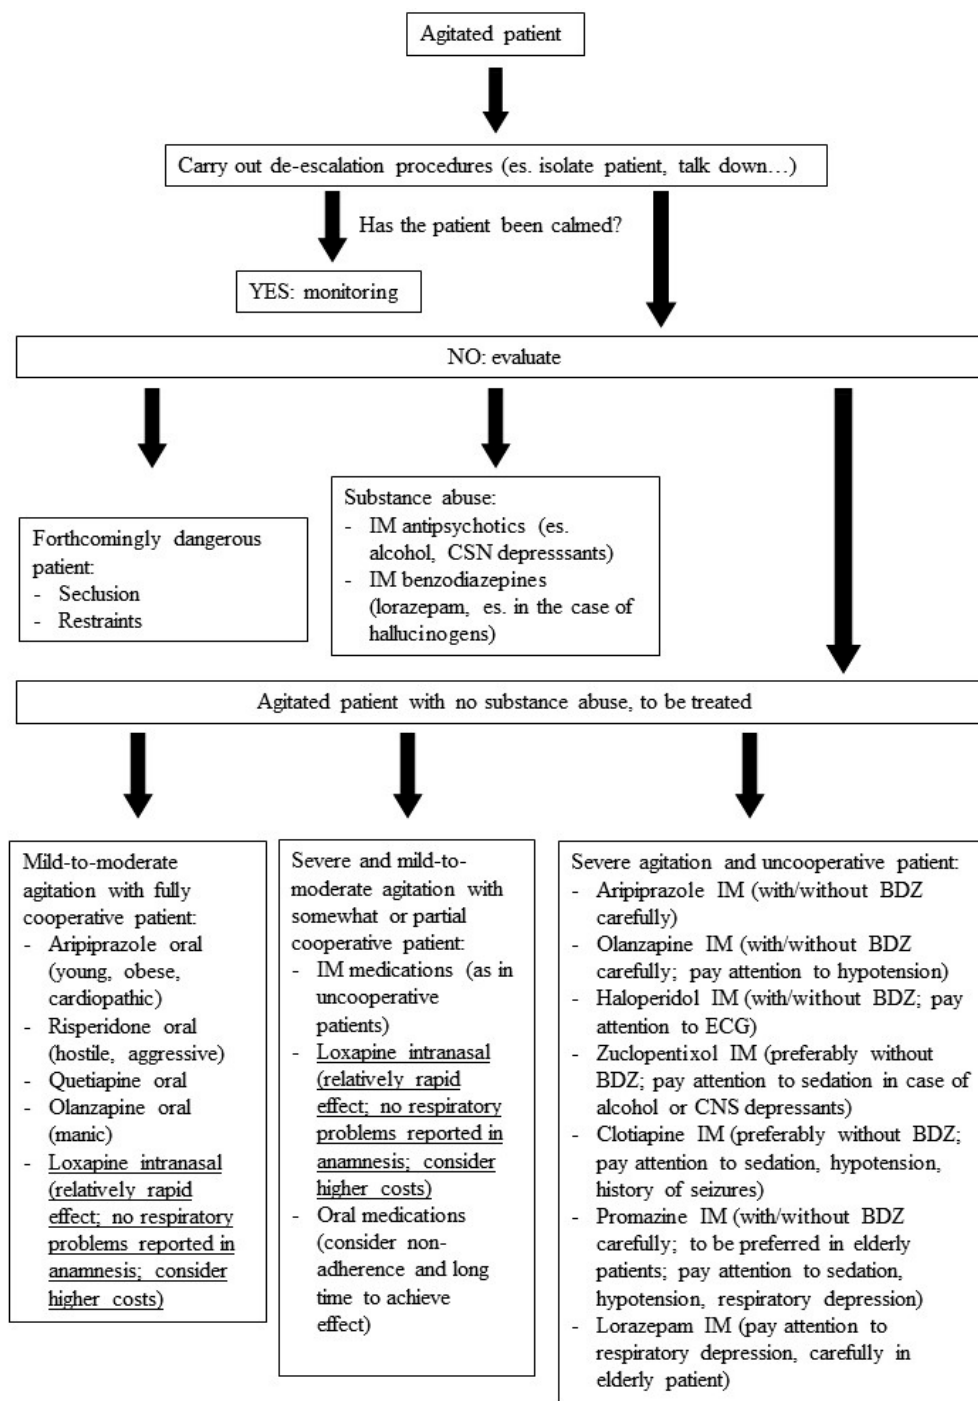 Agitated patient
Carry out de-escalation procedures (es. isolate patient, talk down…)
Has the patient been calmed?
YES: monitoring
NO: evaluate
Forthcomingly dangerous
patient:
- Seclusion
- Restraints
Substance abuse:
- IM antipsychotics (es.
alcohol, CSN depresssants)
- IM benzodiazepines
(lorazepam, es. in the case of
hallucinogens)
Agitated patient with no substance abuse, to be treated
Mild-to-moderate
agitation with fully
cooperative patient:
- Aripiprazole oral
(young, obese,
cardiopathic)
- Risperidone oral
(hostile, aggressive)
- Quetiapine oral
- Olanzapine oral
(manic)
- Loxapine intranasal
(relatively rapid
effect; no respiratory
problems reported in
anamnesis; consider
higher costs)
Severe and mild-to-
moderate agitation with
somewhat or partial
cooperative patient:
- IM medications (as in
uncooperative
patients)
- Loxapine intranasal
(relatively rapid
effect; no respiratory
problems reported in
anamnesis; consider
higher costs)
- Oral medications
(consider non-
adherence and long
time to achieve
effect)
Severe agitation and uncooperative patient:
- Aripiprazole IM (with/without BDZ
carefully)
- Olanzapine IM (with/without BDZ
carefully; pay attention to hypotension)
- Haloperidol IM (with/without BDZ; pay
attention to ECG)
- Zuclopentixol IM (preferably without
BDZ; pay attention to sedation in case of
alcohol or CNS depressants)
- Clotiapine IM (preferably without BDZ;
pay attention to sedation, hypotension,
history of seizures)
- Promazine IM (with/without BDZ
carefully; to be preferred in elderly
patients; pay attention to sedation,
hypotension, respiratory depression)
- Lorazepam IM (pay attention to
respiratory depression, carefully in
elderly patient)